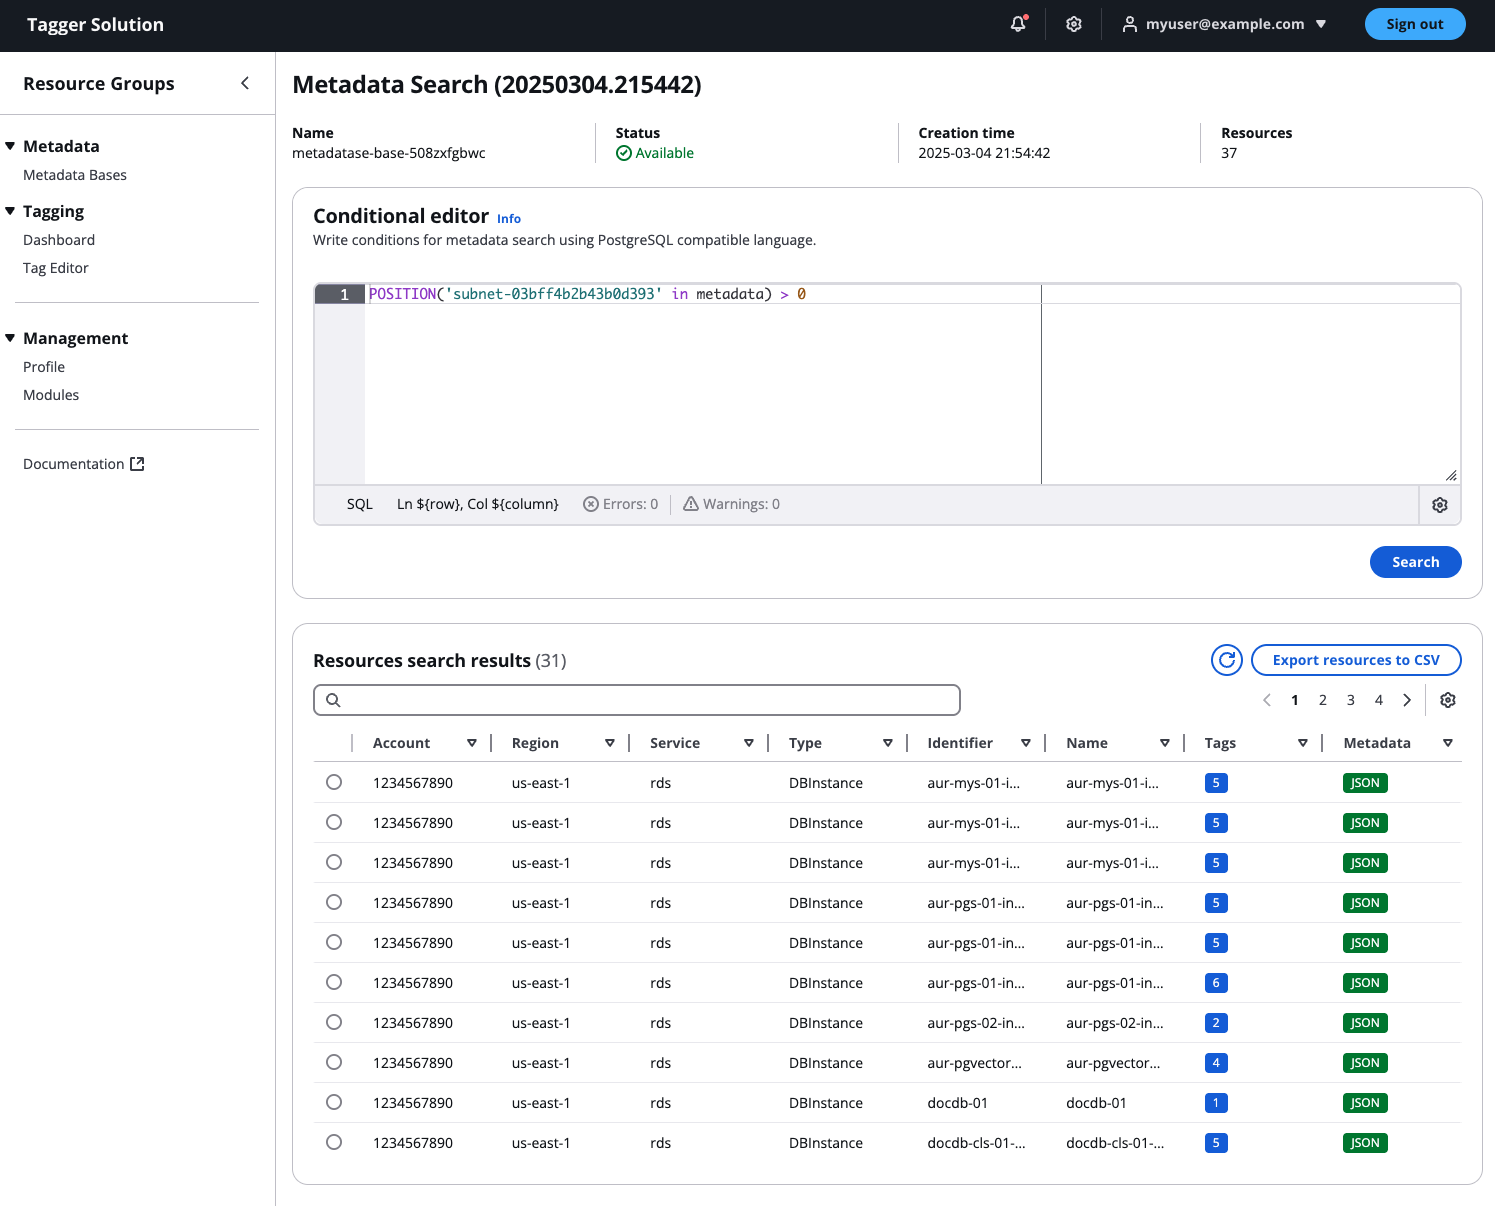 Tagger Solution
myuser@example.com
Sign out
Resource Groups
Metadata
Metadata Bases
Tagging
Dashboard
Tag Editor
Management
Profile
Modules
Documentation
Metadata Search (20250304.215442)
Name
metadatase-base-508zxfgbwc
Status
Available
Creation time
2025-03-04 21:54:42
Resources
37
Conditional editor Info
Write conditions for metadata search using PostgreSQL compatible language.
1 POSITION('subnet-03bff4b2b43b0d393' in metadata) > 0
SQL Ln ${row}, Col ${column} Errors: 0 Warnings: 0
Search
Resources search results (31)
Export resources to CSV
1 2 3 4
Account Region Service Type Identifier Name Tags Metadata
1234567890 us-east-1 rds DBInstance aur-mys-01-i... aur-mys-01-i... 5 JSON
1234567890 us-east-1 rds DBInstance aur-mys-01-i... aur-mys-01-i... 5 JSON
1234567890 us-east-1 rds DBInstance aur-mys-01-i... aur-mys-01-i... 5 JSON
1234567890 us-east-1 rds DBInstance aur-pgs-01-in... aur-pgs-01-in... 5 JSON
1234567890 us-east-1 rds DBInstance aur-pgs-01-in... aur-pgs-01-in... 5 JSON
1234567890 us-east-1 rds DBInstance aur-pgs-01-in... aur-pgs-01-in... 6 JSON
1234567890 us-east-1 rds DBInstance aur-pgs-02-in... aur-pgs-02-in... 2 JSON
1234567890 us-east-1 rds DBInstance aur-pgvector... aur-pgvector... 4 JSON
1234567890 us-east-1 rds DBInstance docdb-01 docdb-01 1 JSON
1234567890 us-east-1 rds DBInstance docdb-cls-01-... docdb-cls-01-... 5 JSON